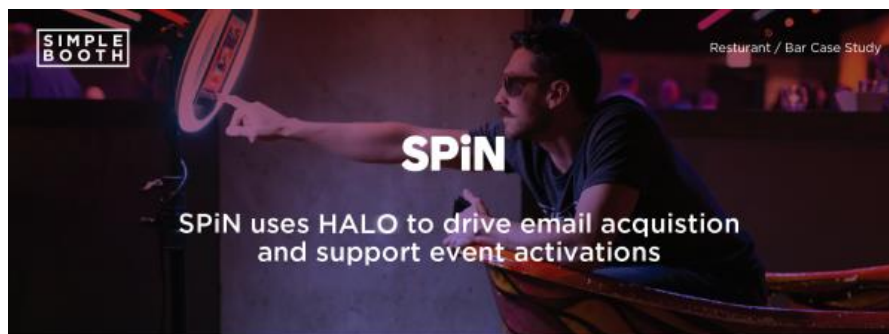 SIMPLE
BOOTH
Resturant / Bar Case Study
SPiN
SPiN uses HALO to drive email acquistion
and support event activations